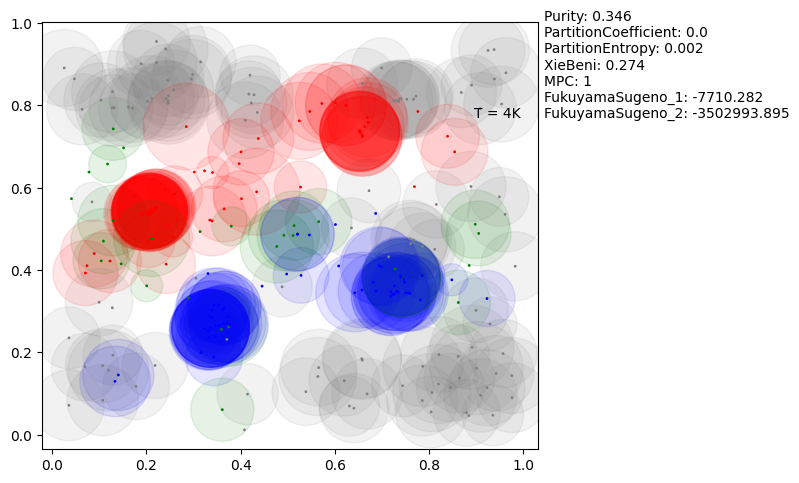 Purity: 0.346
PartitionCoefficient: 0.0
PartitionEntropy: 0.002
XieBeni: 0.274
MPC: 1
FukuyamaSugeno_1: -7710.282
FukuyamaSugeno_2: -3502993.895
T = 4K
1.0
0.8
0.6
0.4
0.2
0.0
0.0 0.2 0.4 0.6 0.8 1.0